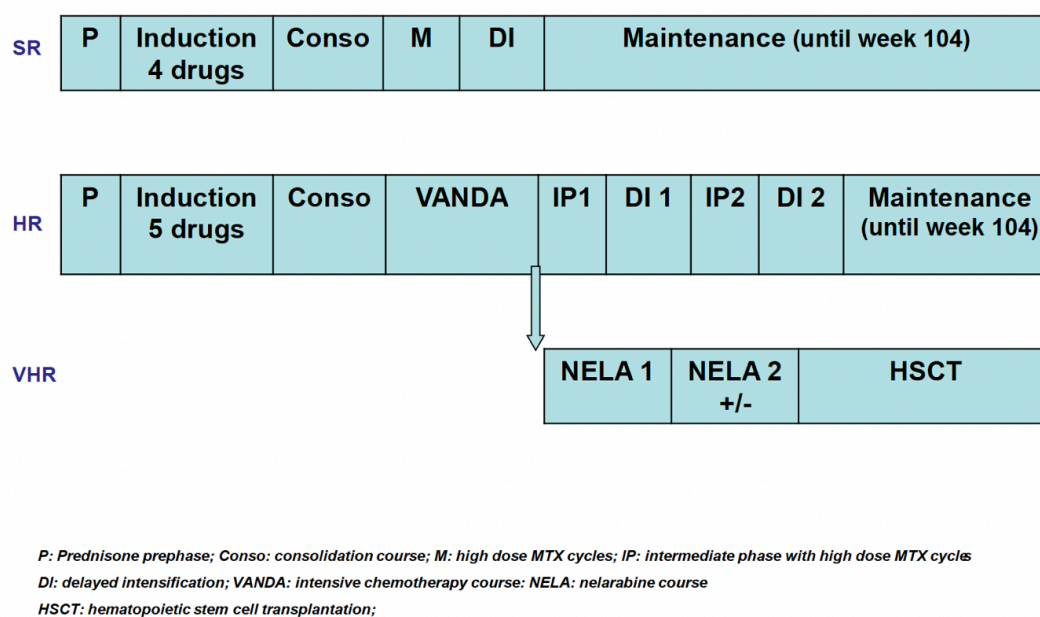 SR
P
Induction
4 drugs
Conso
M
DI
Maintenance (until week 104)
HR
P
Induction
5 drugs
Conso
VANDA
IP1
DI 1
IP2
DI 2
Maintenance
(until week 104)
VHR
NELA 1
NELA 2
+/-
HSCT
P: Prednisone prephase; Conso: consolidation course; M: high dose MTX cycles; IP: intermediate phase with high dose MTX cycles
DI: delayed intensification; VANDA: intensive chemotherapy course: NELA: nelarabine course
HSCT: hematopoietic stem cell transplantation;